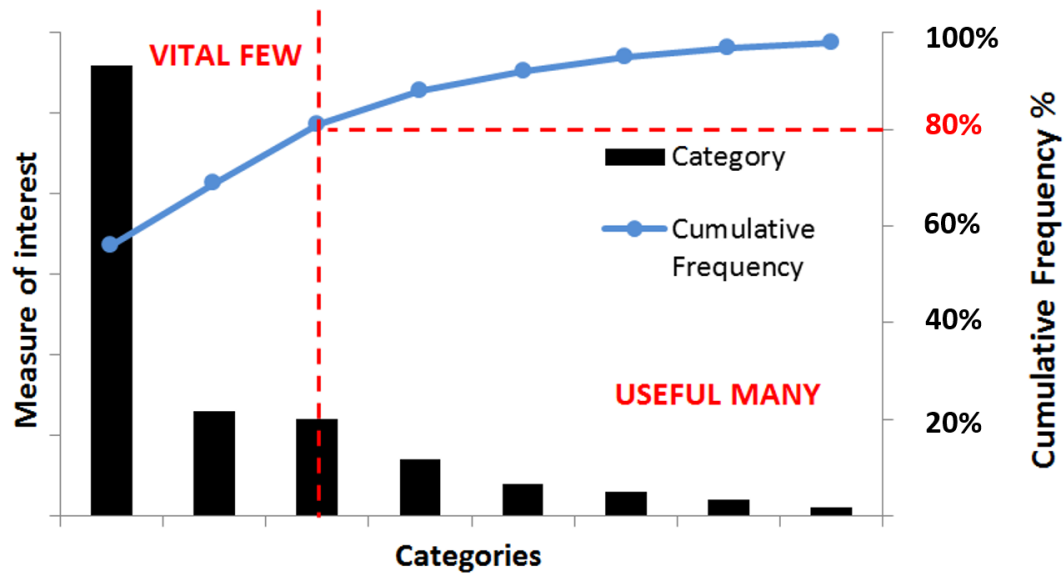 VITAL FEW
100%
80%
Category
60%
Cumulative
Frequency
40%
USEFUL MANY
20%
Measure of interest
Cumulative Frequency %
Categories